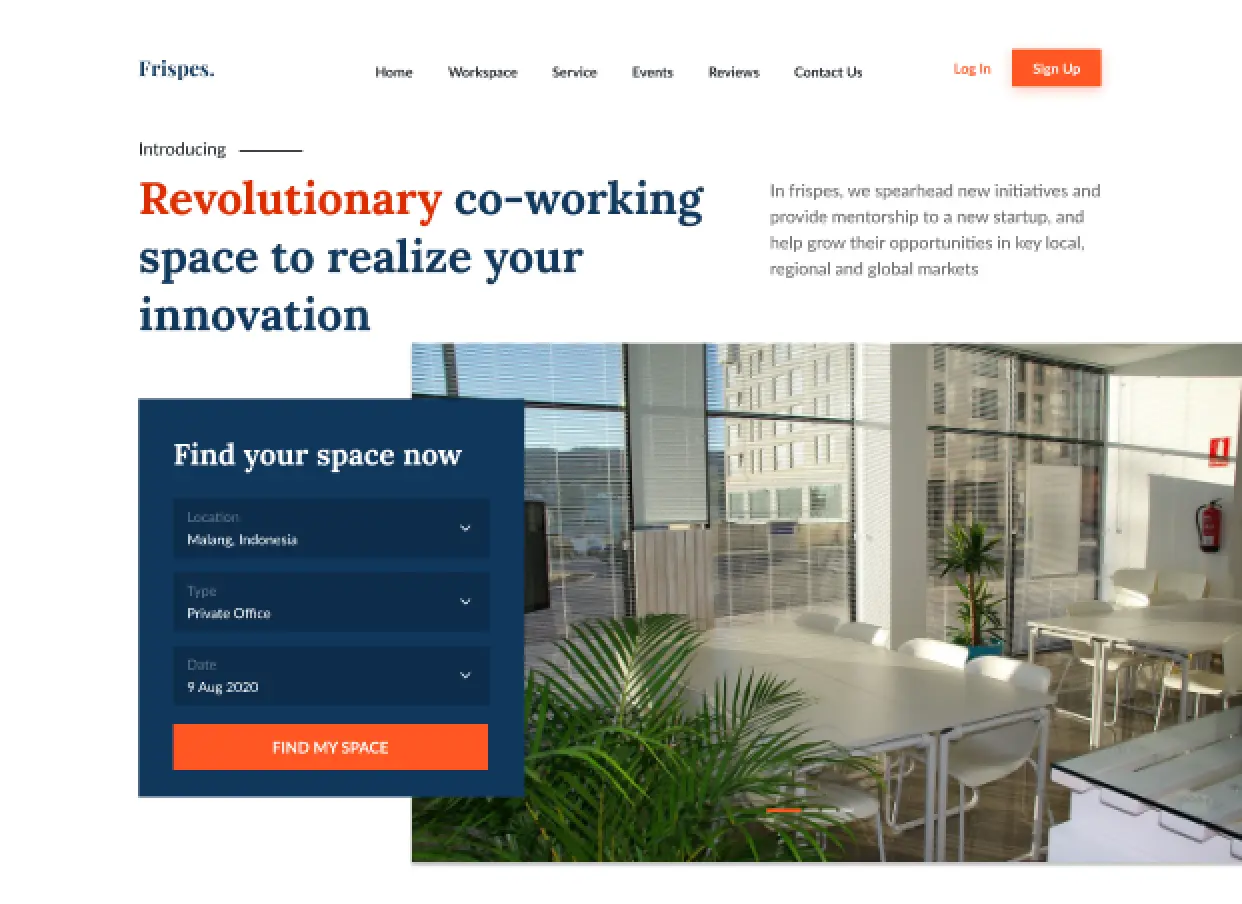 Frispes.
Home Workspace Service Events Reviews Contact Us
Log In Sign Up
Introducing
Revolutionary co-working
space to realize your
innovation
In frispes, we spearhead new initiatives and
provide mentorship to a new startup, and
help grow their opportunities in key local,
regional and global markets
Find your space now
Location
Malang, Indonesia
Type
Private Office
Date
9 Aug 2020
FIND MY SPACE